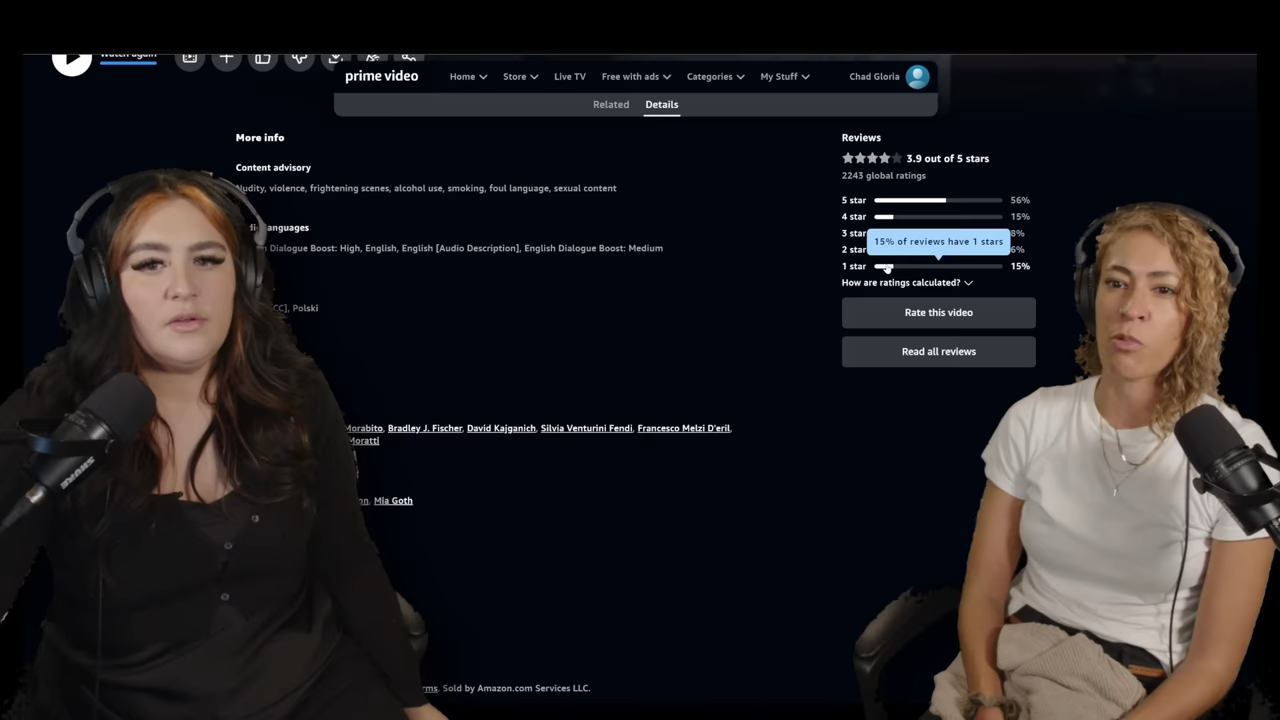 Watch again
prime video Home Store Live TV Free with ads Categories My Stuff Chad Gloria
Related Details
More info
Content advisory
Nudity, violence, frightening scenes, alcohol use, smoking, foul language, sexual content
languages
Dialogue Boost: High, English, English [Audio Description], English Dialogue Boost: Medium
CC], Polski
Morabito, Bradley J. Fischer, David Kajganich, Silvia Venturini Fendi, Francesco Melzi D'eril,
Moratti
Mia Goth
Sold by Amazon.com Services LLC.
Reviews
3.9 out of 5 stars
2243 global ratings
5 star 56%
4 star 15%
3 star 8%
15% of reviews have 1 stars
2 star 6%
1 star 15%
How are ratings calculated?
Rate this video
Read all reviews
SHURE